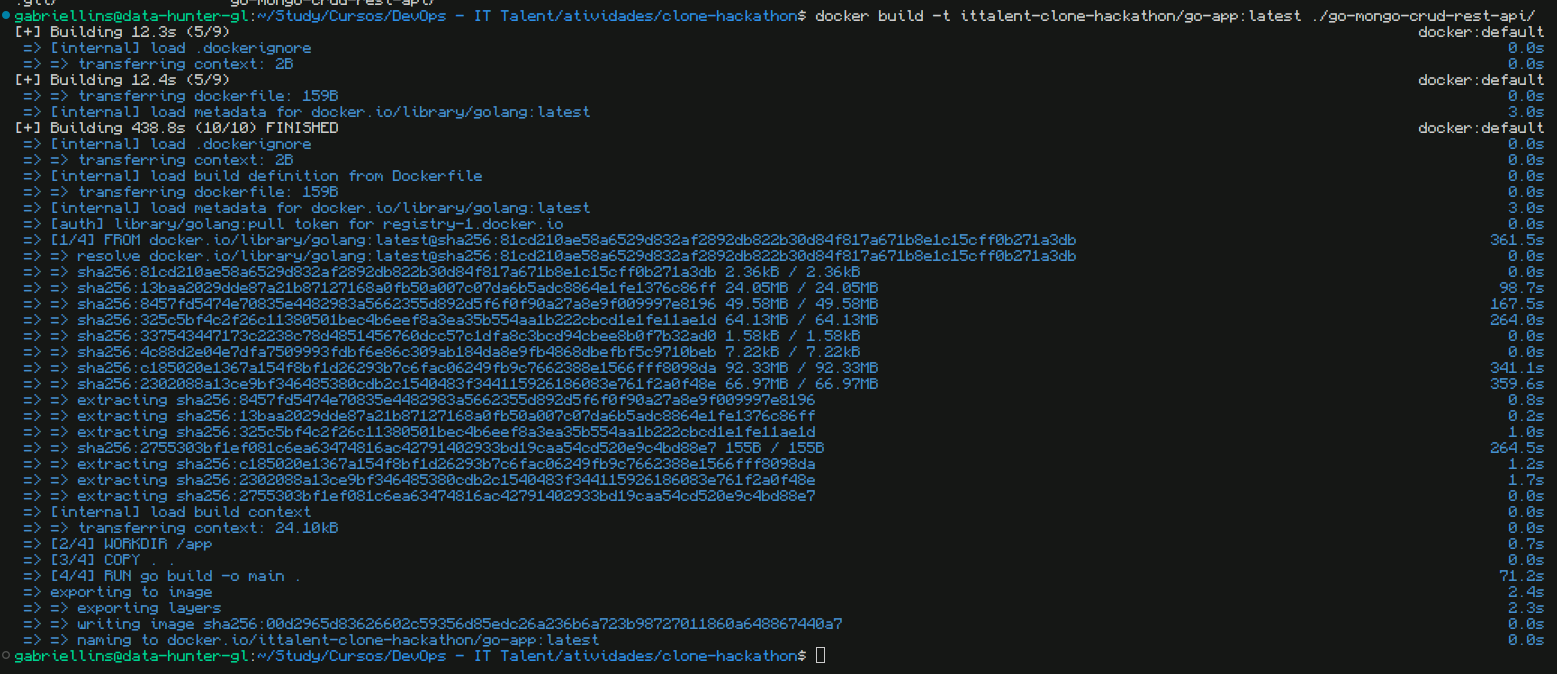 gabriellins@data-hunter-gl:~/Study/Cursos/DevOps - IT Talent/atividades/clone-hackathon$ docker build -t ittalent-clone-hackathon/go-app:latest ./go-mongo-crud-rest-api/
[+] Building 12.3s (5/9) docker:default
=> [internal] load .dockerignore 0.0s
=> => transferring context: 2B 0.0s
[+] Building 12.4s (5/9) docker:default
=> => transferring dockerfile: 159B 0.0s
=> [internal] load metadata for docker.io/library/golang:latest 3.0s
[+] Building 438.8s (10/10) FINISHED docker:default
=> [internal] load .dockerignore 0.0s
=> => transferring context: 2B 0.0s
=> [internal] load build definition from Dockerfile 0.0s
=> => transferring dockerfile: 159B 0.0s
=> [internal] load metadata for docker.io/library/golang:latest 3.0s
=> [auth] library/golang:pull token for registry-1.docker.io 0.0s
=> [1/4] FROM docker.io/library/golang:latest@sha256:81cd210ae58a6529d832af2892db822b30d84f817a671b8e1c15cff0b271a3db 361.5s
=> => resolve docker.io/library/golang:latest@sha256:81cd210ae58a6529d832af2892db822b30d84f817a671b8e1c15cff0b271a3db 0.0s
=> => sha256:81cd210ae58a6529d832af2892db822b30d84f817a671b8e1c15cff0b271a3db 2.36kB / 2.36kB 0.0s
=> => sha256:13baa2029dde87a21b87127168a0fb50a007c07da6b5adc8864e1fe1376c86ff 24.05MB / 24.05MB 98.7s
=> => sha256:8457fd5474e70835e4482983a5662355d892d5f6f0f90a27a8e9f009997e8196 49.58MB / 49.58MB 167.5s
=> => sha256:325c5bf4c2f26c11380501bec4b6eef8a3ea35b554aa1b222cbcd1e1fe11ae1d 64.13MB / 64.13MB 264.0s
=> => sha256:337543447173c2238c78d4851456760dcc57c1dfa8c3bcd94cbee8b0f7b32ad0 1.58kB / 1.58kB 0.0s
=> => sha256:4c88d2e04e7dfa7509993fdbf6e86c309ab184da8e9fb4868dbefbf5c9710beb 7.22kB / 7.22kB 0.0s
=> => sha256:c185020e1367a154f8bf1d26293b7c6fac06249fb9c7662388e1566fff8098da 92.33MB / 92.33MB 341.1s
=> => sha256:2302088a13ce9bf346485380cdb2c1540483f344115926186083e761f2a0f48e 66.97MB / 66.97MB 359.6s
=> => extracting sha256:8457fd5474e70835e4482983a5662355d892d5f6f0f90a27a8e9f009997e8196 0.8s
=> => extracting sha256:13baa2029dde87a21b87127168a0fb50a007c07da6b5adc8864e1fe1376c86ff 0.2s
=> => extracting sha256:325c5bf4c2f26c11380501bec4b6eef8a3ea35b554aa1b222cbcd1e1fe11ae1d 1.0s
=> => sha256:2755303bf1ef081c6ea63474816ac42791402933bd19caa54cd520e9c4bd88e7 155B / 155B 264.5s
=> => extracting sha256:c185020e1367a154f8bf1d26293b7c6fac06249fb9c7662388e1566fff8098da 1.2s
=> => extracting sha256:2302088a13ce9bf346485380cdb2c1540483f344115926186083e761f2a0f48e 1.7s
=> => extracting sha256:2755303bf1ef081c6ea63474816ac42791402933bd19caa54cd520e9c4bd88e7 0.0s
=> [internal] load build context 0.0s
=> => transferring context: 24.10kB 0.0s
=> [2/4] WORKDIR /app 0.7s
=> [3/4] COPY . . 0.0s
=> [4/4] RUN go build -o main . 71.2s
=> exporting to image 2.4s
=> => exporting layers 2.3s
=> => writing image sha256:00d2965d83626602c59356d85edc26a236b6a723b98727011860a648867440a7 0.0s
=> => naming to docker.io/ittalent-clone-hackathon/go-app:latest 0.0s
gabriellins@data-hunter-gl:~/Study/Cursos/DevOps - IT Talent/atividades/clone-hackathon$